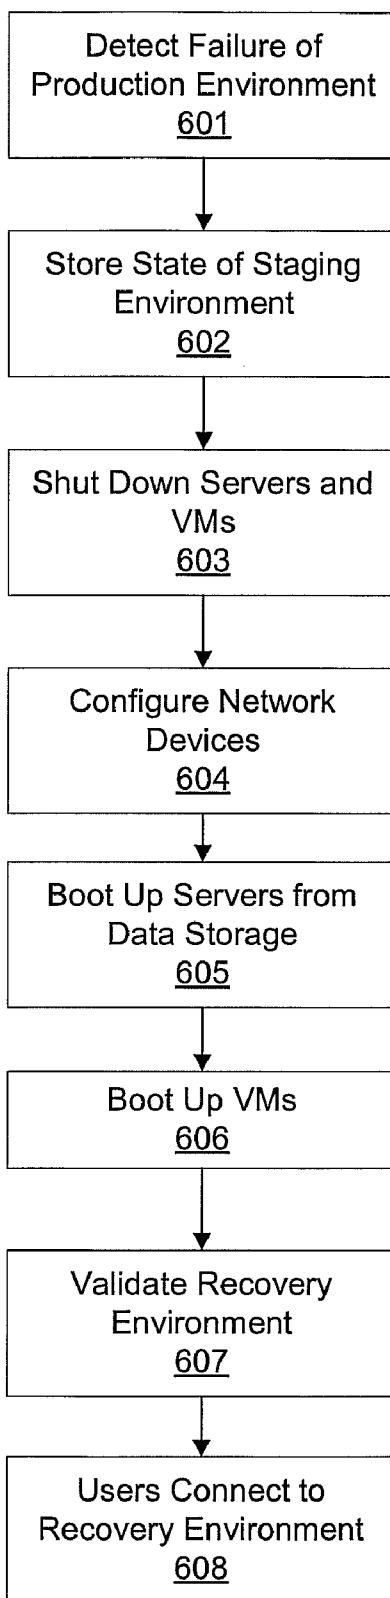 Detect Failure of
Production Environment
601
Store State of Staging
Environment
602
Shut Down Servers and
VMs
603
Configure Network
Devices
604
Boot Up Servers from
Data Storage
605
Boot Up VMs
606
Validate Recovery
Environment
607
Users Connect to
Recovery Environment
608